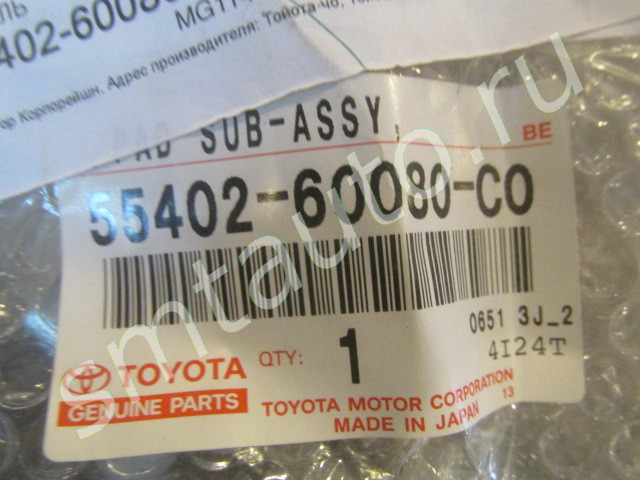 402-6008
MG1
Корпорейшн. Адрес производителя: Тойота-чо,
PAD SUB-ASSY,
BE
55402-60080-C0
0651 3J_2
4I24T
QTY: 1
TOYOTA
GENUINE PARTS
TOYOTA MOTOR CORPORATION
MADE IN JAPAN 13
smtauto.ru